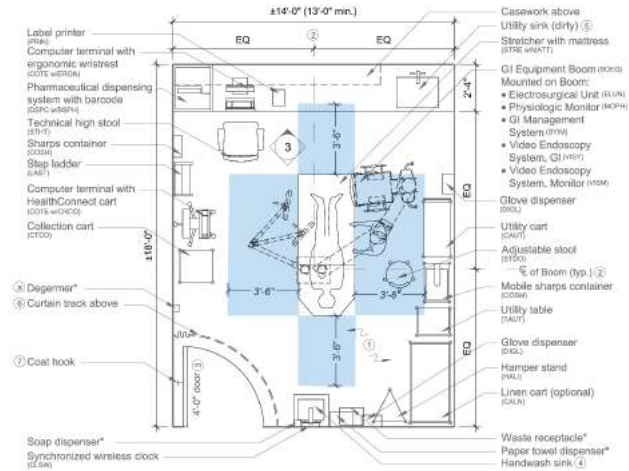 ±14'-0" (13'-0" min.)
EQ
2
EQ
Label printer
(PRIN)
Computer terminal with
ergonomic wristrest
(COTE w/ERGN)
Pharmaceutical dispensing
system with barcode
(DSPC w/BSPH)
Technical high stool
(STHT)
Sharps container
(COSH)
Step ladder
(LAST)
Computer terminal with
HealthConnect cart
(COTE w/CHCO)
Collection cart
(CTCO)
8 Degermer*
6 Curtain track above
7 Coat hook
Soap dispenser*
Synchronized wireless clock
(CLSW)
±18'-0"
3'-6"
3
3'-6"
3'-6"
3'-6"
1
4'-0" door 3
2'-4"
EQ
EQ
Casework above
Utility sink (dirty) 5
Stretcher with mattress
(STRE w/MATT)
GI Equipment Boom (BOEQ)
Mounted on Boom:
• Electrosurgical Unit (ELUN)
• Physiologic Monitor (MOPH)
• GI Management
System (SYIM)
• Video Endoscopy
System, GI (VISY)
• Video Endoscopy
System, Monitor (VISM)
Glove dispenser
(DIGL)
Utility cart
(CAUT)
Adjustable stool
(STDO)
℄ of Boom (typ.) 2
Mobile sharps container
(COSM)
Utility table
(TAUT)
Glove dispenser
(DIGL)
Hamper stand
(HALI)
Linen cart (optional)
(CALN)
Waste receptacle*
Paper towel dispenser*
Handwash sink 4